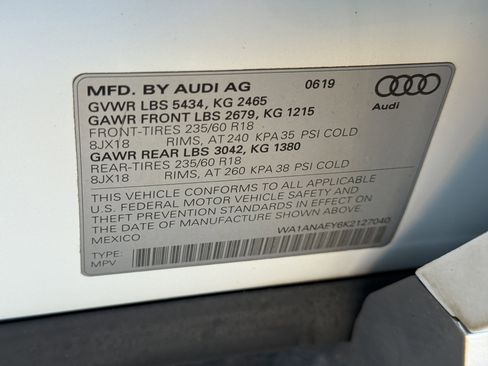 MFD. BY AUDI AG 0619
GVWR LBS 5434, KG 2465
GAWR FRONT LBS 2679, KG 1215
FRONT-TIRES 235/60 R18
8JX18 RIMS, AT 240 KPA 35 PSI COLD
GAWR REAR LBS 3042, KG 1380
REAR-TIRES 235/60 R18
8JX18 RIMS, AT 260 KPA 38 PSI COLD
THIS VEHICLE CONFORMS TO ALL APPLICABLE
U.S. FEDERAL MOTOR VEHICLE SAFETY AND
THEFT PREVENTION STANDARDS IN EFFECT ON
THE DATE OF MANUFACTURE SHOWN ABOVE.
MEXICO
WA1ANAFY6K2127040
TYPE:
MPV
Audi